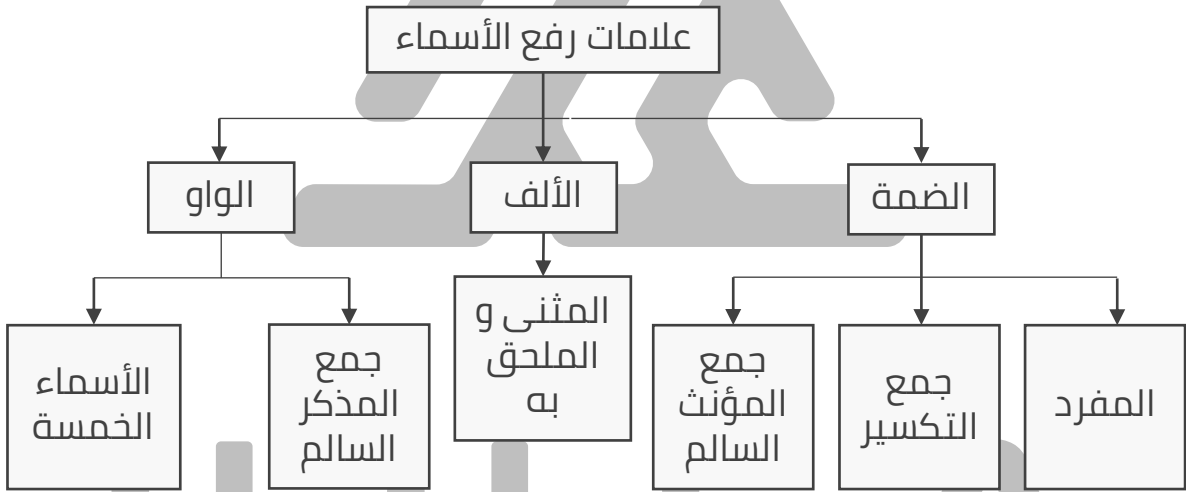 علامات رفع الأسماء
الضمة
الألف
الواو
المفرد
جمع
التكسير
جمع
المؤنث
السالم
المثنى و
الملحق
به
جمع
المذكر
السالم
الأسماء
الخمسة